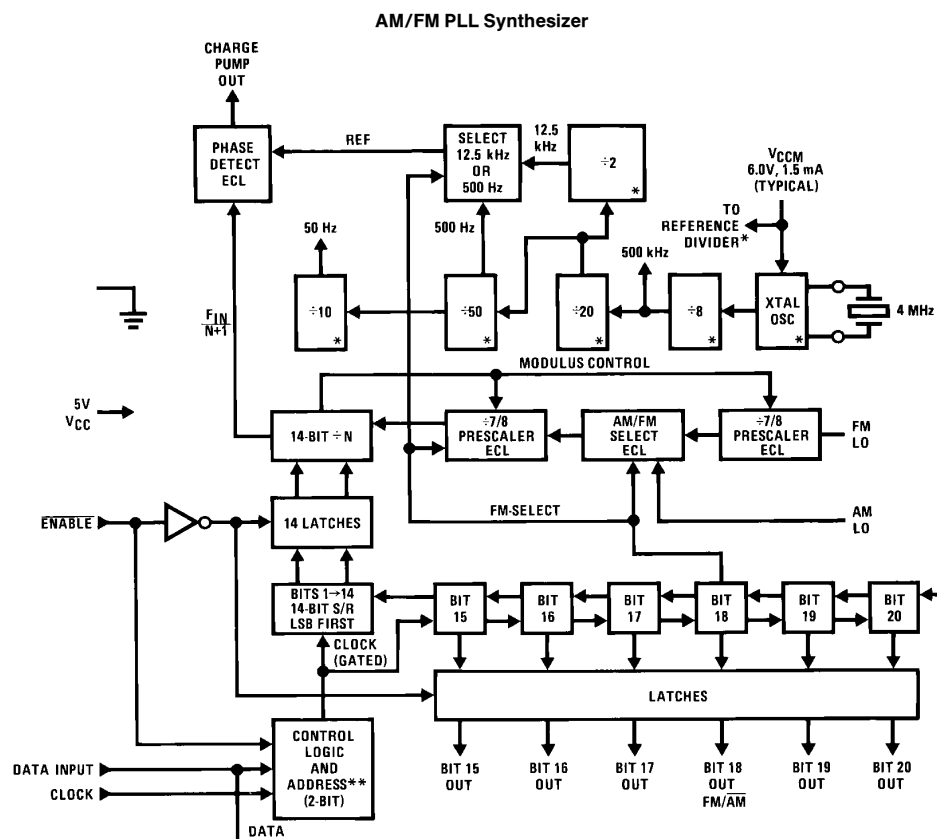 AM/FM PLL Synthesizer
CHARGE
PUMP
OUT
PHASE
DETECT
ECL
REF
SELECT
12.5 kHz
OR
500 Hz
12.5
kHz
÷2
*
VCCM
6.0V, 1.5 mA
(TYPICAL)
TO
REFERENCE
DIVIDER*
50 Hz
500 Hz
500 kHz
÷10
*
÷50
*
÷20
*
÷8
*
XTAL
OSC
*
4 MHz
FIN
N+1
MODULUS CONTROL
5V
VCC
14-BIT ÷N
÷7/8
PRESCALER
ECL
AM/FM
SELECT
ECL
÷7/8
PRESCALER
ECL
FM
LO
ENABLE
14 LATCHES
FM-SELECT
AM
LO
BITS 1→14
14-BIT S/R
LSB FIRST
BIT
15
BIT
16
BIT
17
BIT
18
BIT
19
BIT
20
CLOCK
(GATED)
LATCHES
CONTROL
LOGIC
AND
ADDRESS**
(2-BIT)
DATA INPUT
CLOCK
DATA
BIT 15
OUT
BIT 16
OUT
BIT 17
OUT
BIT 18
OUT
FM/AM
BIT 19
OUT
BIT 20
OUT